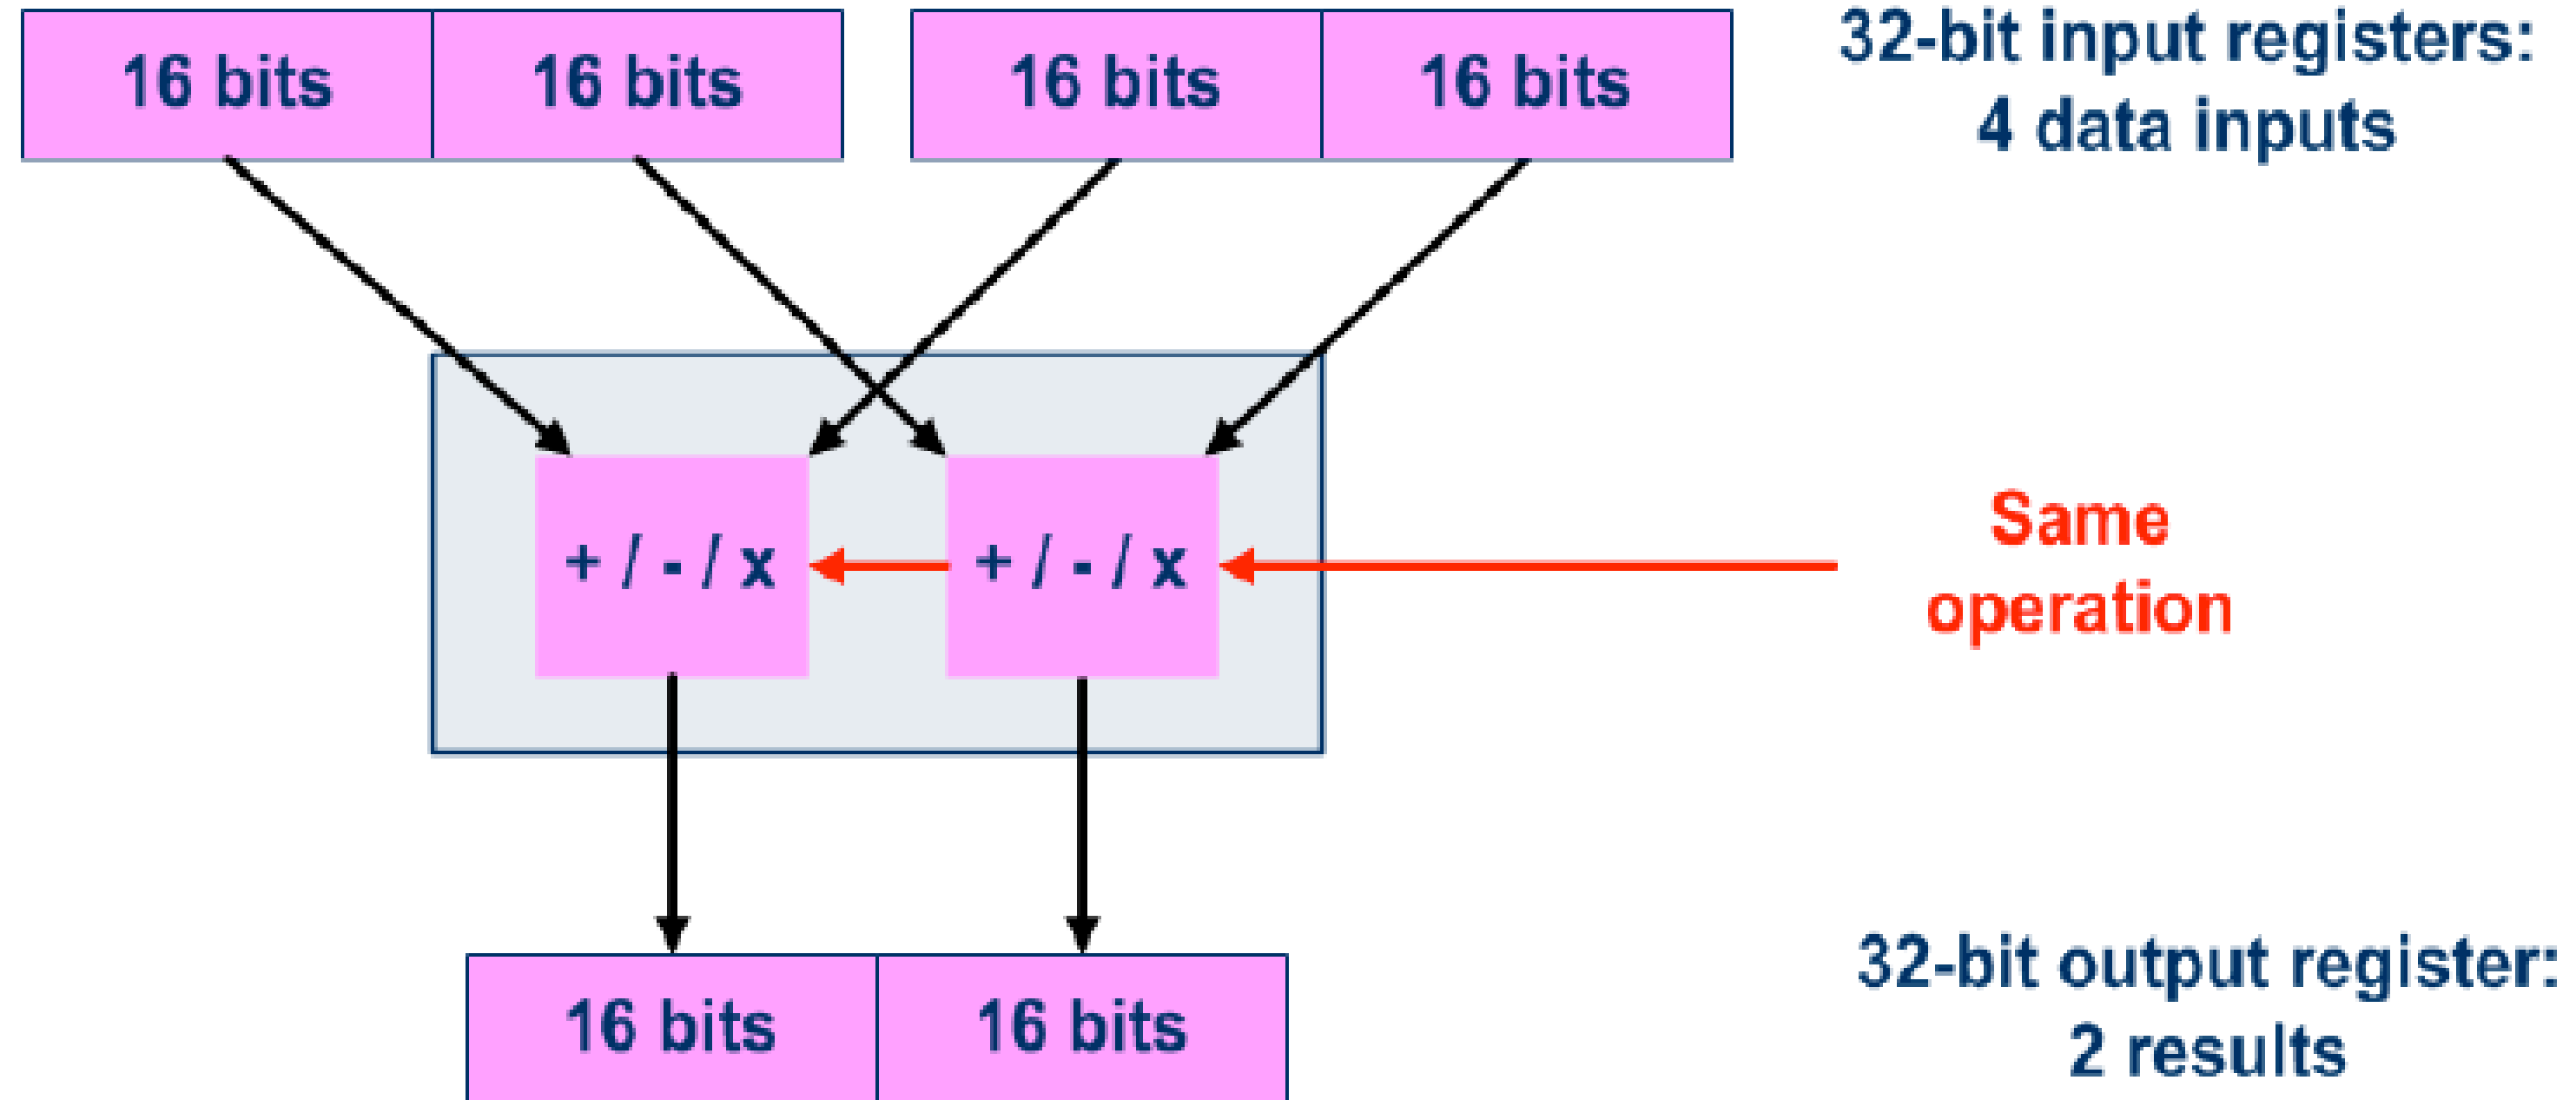 16 bits
16 bits
16 bits
16 bits
32-bit input registers:
4 data inputs
+ / - / x
+ / - / x
Same
operation
16 bits
16 bits
32-bit output register:
2 results